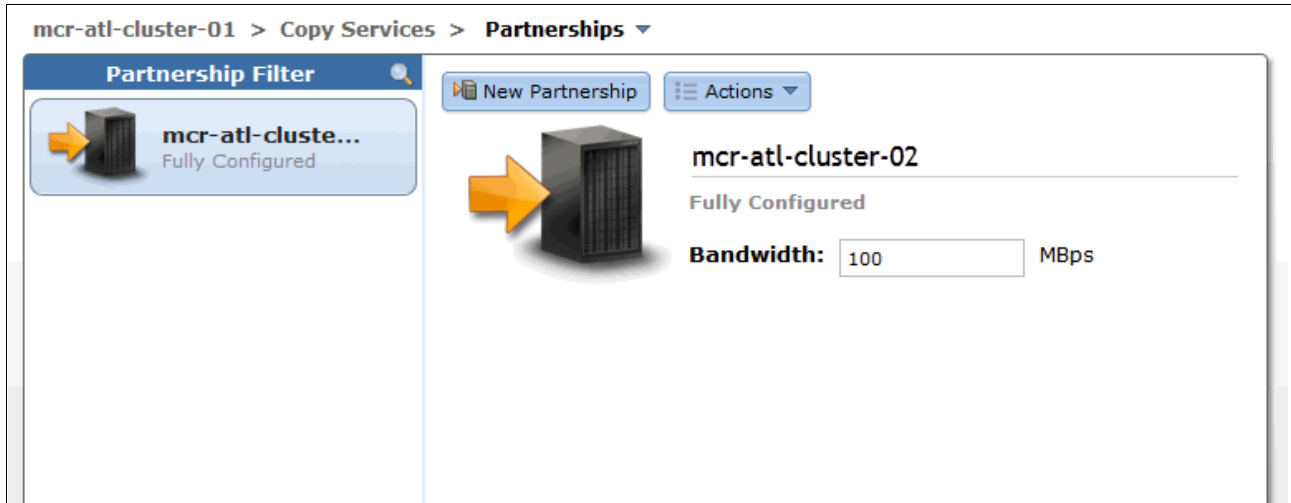 mcr-atl-cluster-01 > Copy Services > Partnerships
Partnership Filter
mcr-atl-cluste...
Fully Configured
New Partnership
Actions
mcr-atl-cluster-02
Fully Configured
Bandwidth: 100 MBps